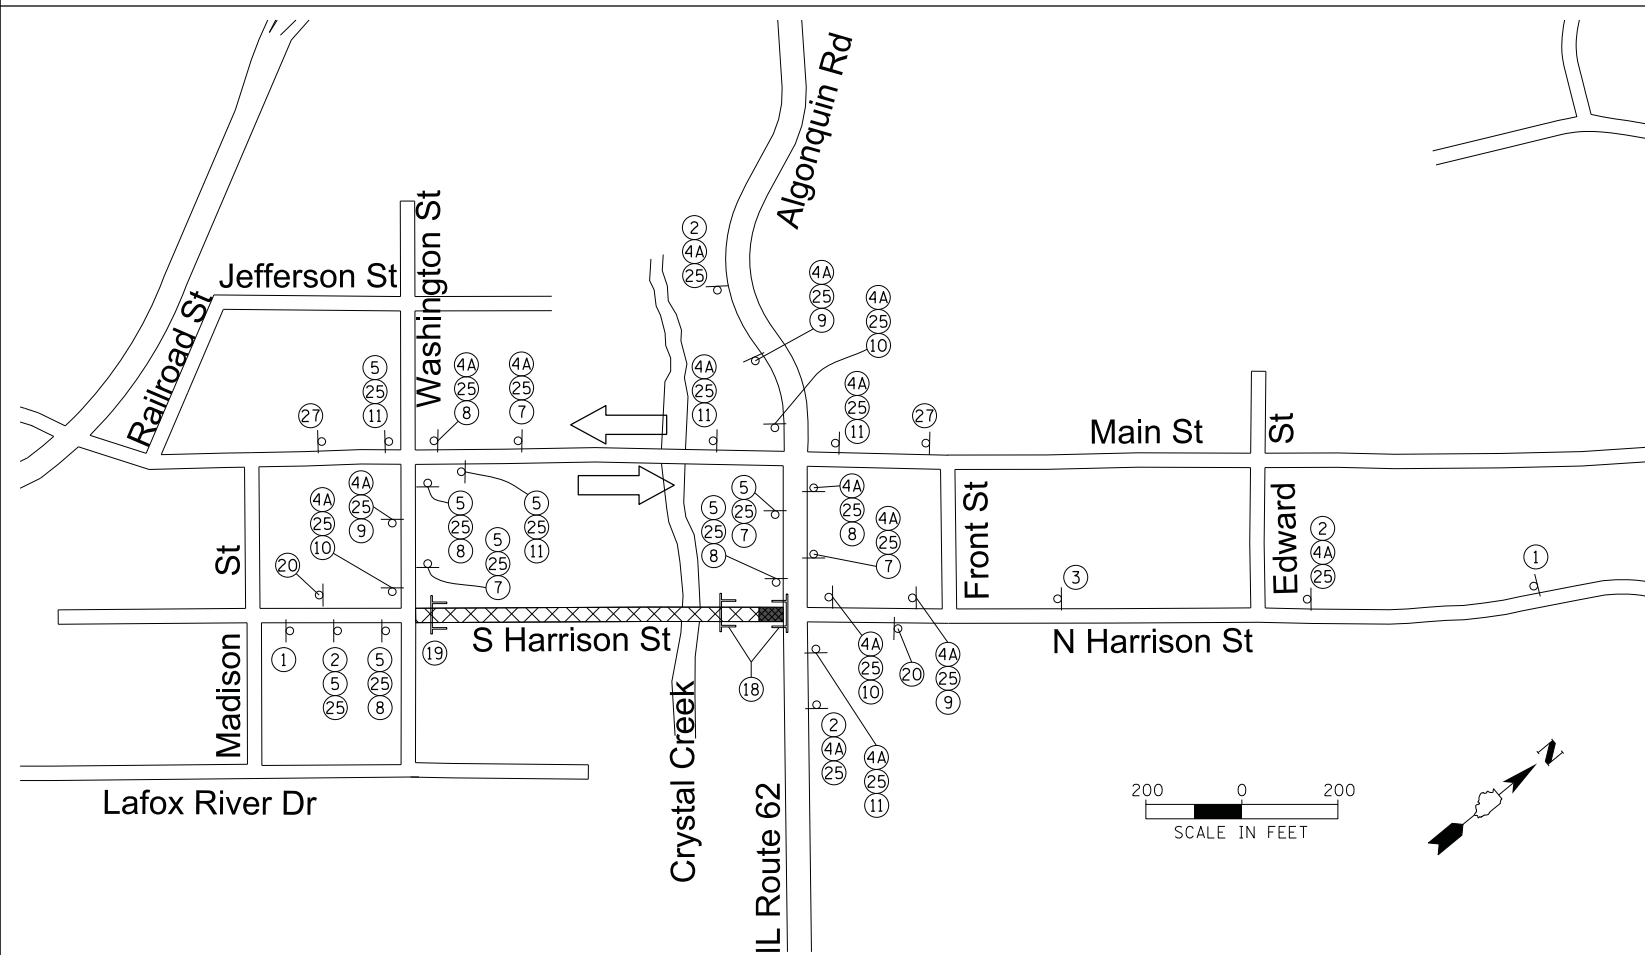 Algonquin Rd
Washington St
Jefferson St
Railroad St
2
4A
25
4A
25
9
4A
25
10
5
25
11
4A
25
8
4A
25
7
4A
25
11
4A
25
11
27
27
Main St
St
4A
25
10
4A
25
9
20
5
25
8
5
25
7
5
25
11
5
25
8
5
25
7
4A
25
8
4A
25
7
Front St
3
Edward
2
4A
25
1
St
Madison
1
2
5
25
5
25
8
19
S Harrison St
18
4A
25
10
20
4A
25
9
N Harrison St
2
4A
25
4A
25
11
Crystal Creek
IL Route 62
Lafox River Dr
200 0 200
SCALE IN FEET
N